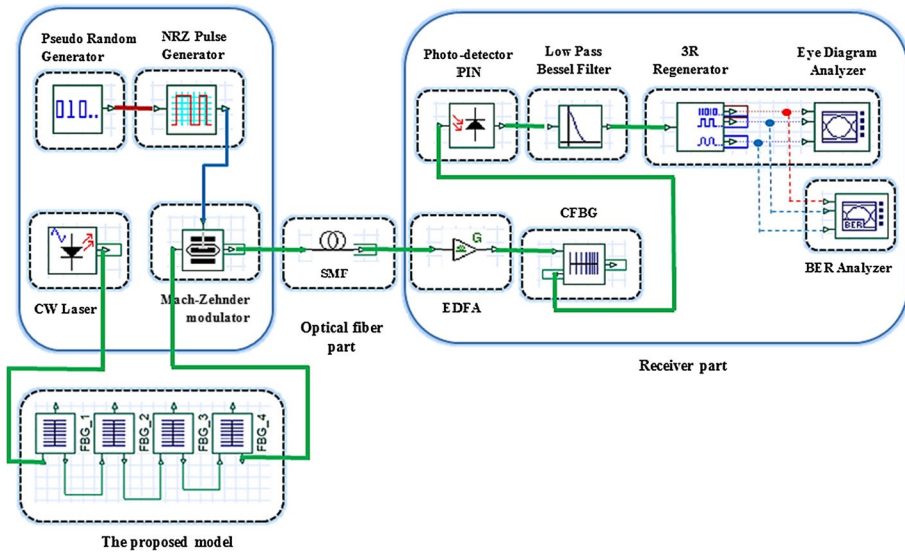 Pseudo Random
Generator
NRZ Pulse
Generator
010..
CW Laser
Mach-Zehnder
modulator
SMF
Optical fiber
part
Photo-detector
PIN
Low Pass
Bessel Filter
3R
Regenerator
11010..
Eye Diagram
Analyzer
BER
BER Analyzer
G
EDFA
CFBG
Receiver part
FBG_1
FBG_2
FBG_3
FBG_4
The proposed model